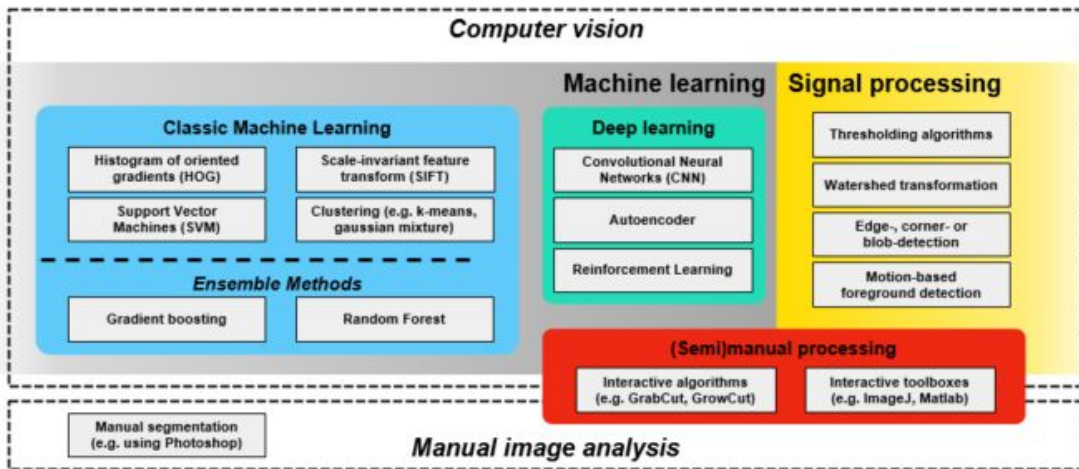 Computer vision
Machine learning
Signal processing
Classic Machine Learning
Histogram of oriented
gradients (HOG)
Scale-invariant feature
transform (SIFT)
Support Vector
Machines (SVM)
Clustering (e.g. k-means,
gaussian mixture)
Ensemble Methods
Gradient boosting
Random Forest
Deep learning
Convolutional Neural
Networks (CNN)
Autoencoder
Reinforcement Learning
Thresholding algorithms
Watershed transformation
Edge-, corner- or
blob-detection
Motion-based
foreground detection
(Semi)manual processing
Interactive algorithms
(e.g. GrabCut, GrowCut)
Interactive toolboxes
(e.g. ImageJ, Matlab)
Manual segmentation
(e.g. using Photoshop)
Manual image analysis